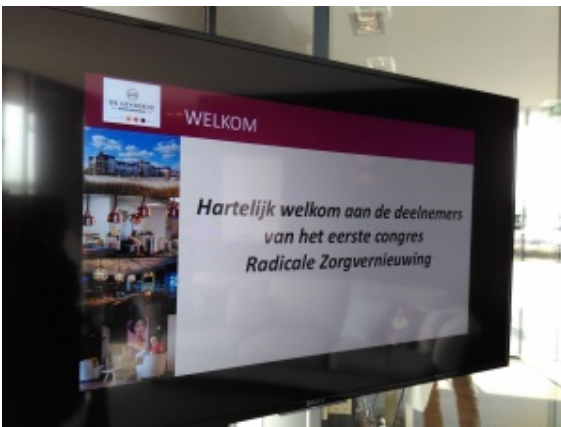 WELKOM
Hartelijk welkom aan de deelnemers
van het eerste congres
Radicale Zorgvernieuwing